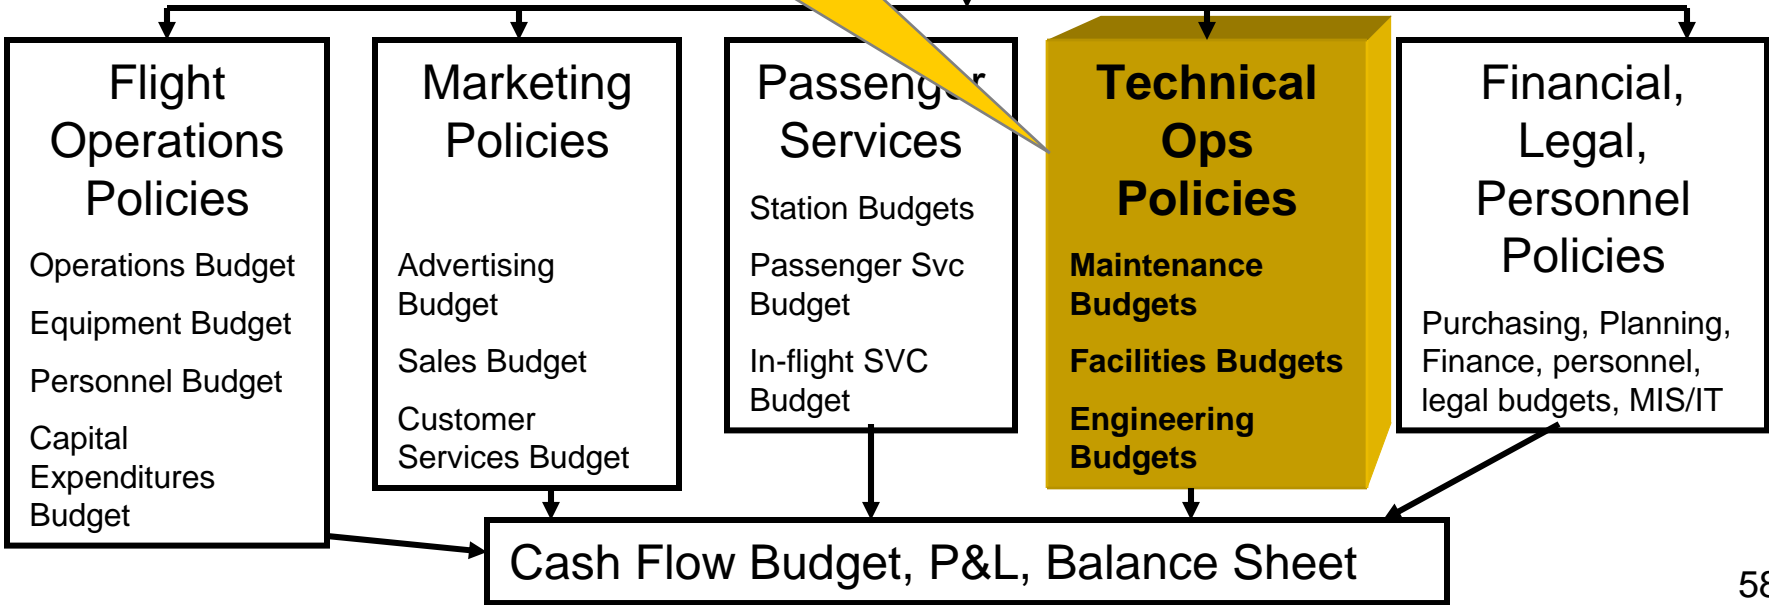 Flight
Operations
Policies
Operations Budget
Equipment Budget
Personnel Budget
Capital
Expenditures
Budget
Marketing
Policies
Advertising
Budget
Sales Budget
Customer
Services Budget
Passenger
Services
Station Budgets
Passenger Svc
Budget
In-flight SVC
Budget
Technical
Ops
Policies
Maintenance
Budgets
Facilities Budgets
Engineering
Budgets
Financial,
Legal,
Personnel
Policies
Purchasing, Planning,
Finance, personnel,
legal budgets, MIS/IT
Cash Flow Budget, P&L, Balance Sheet
58